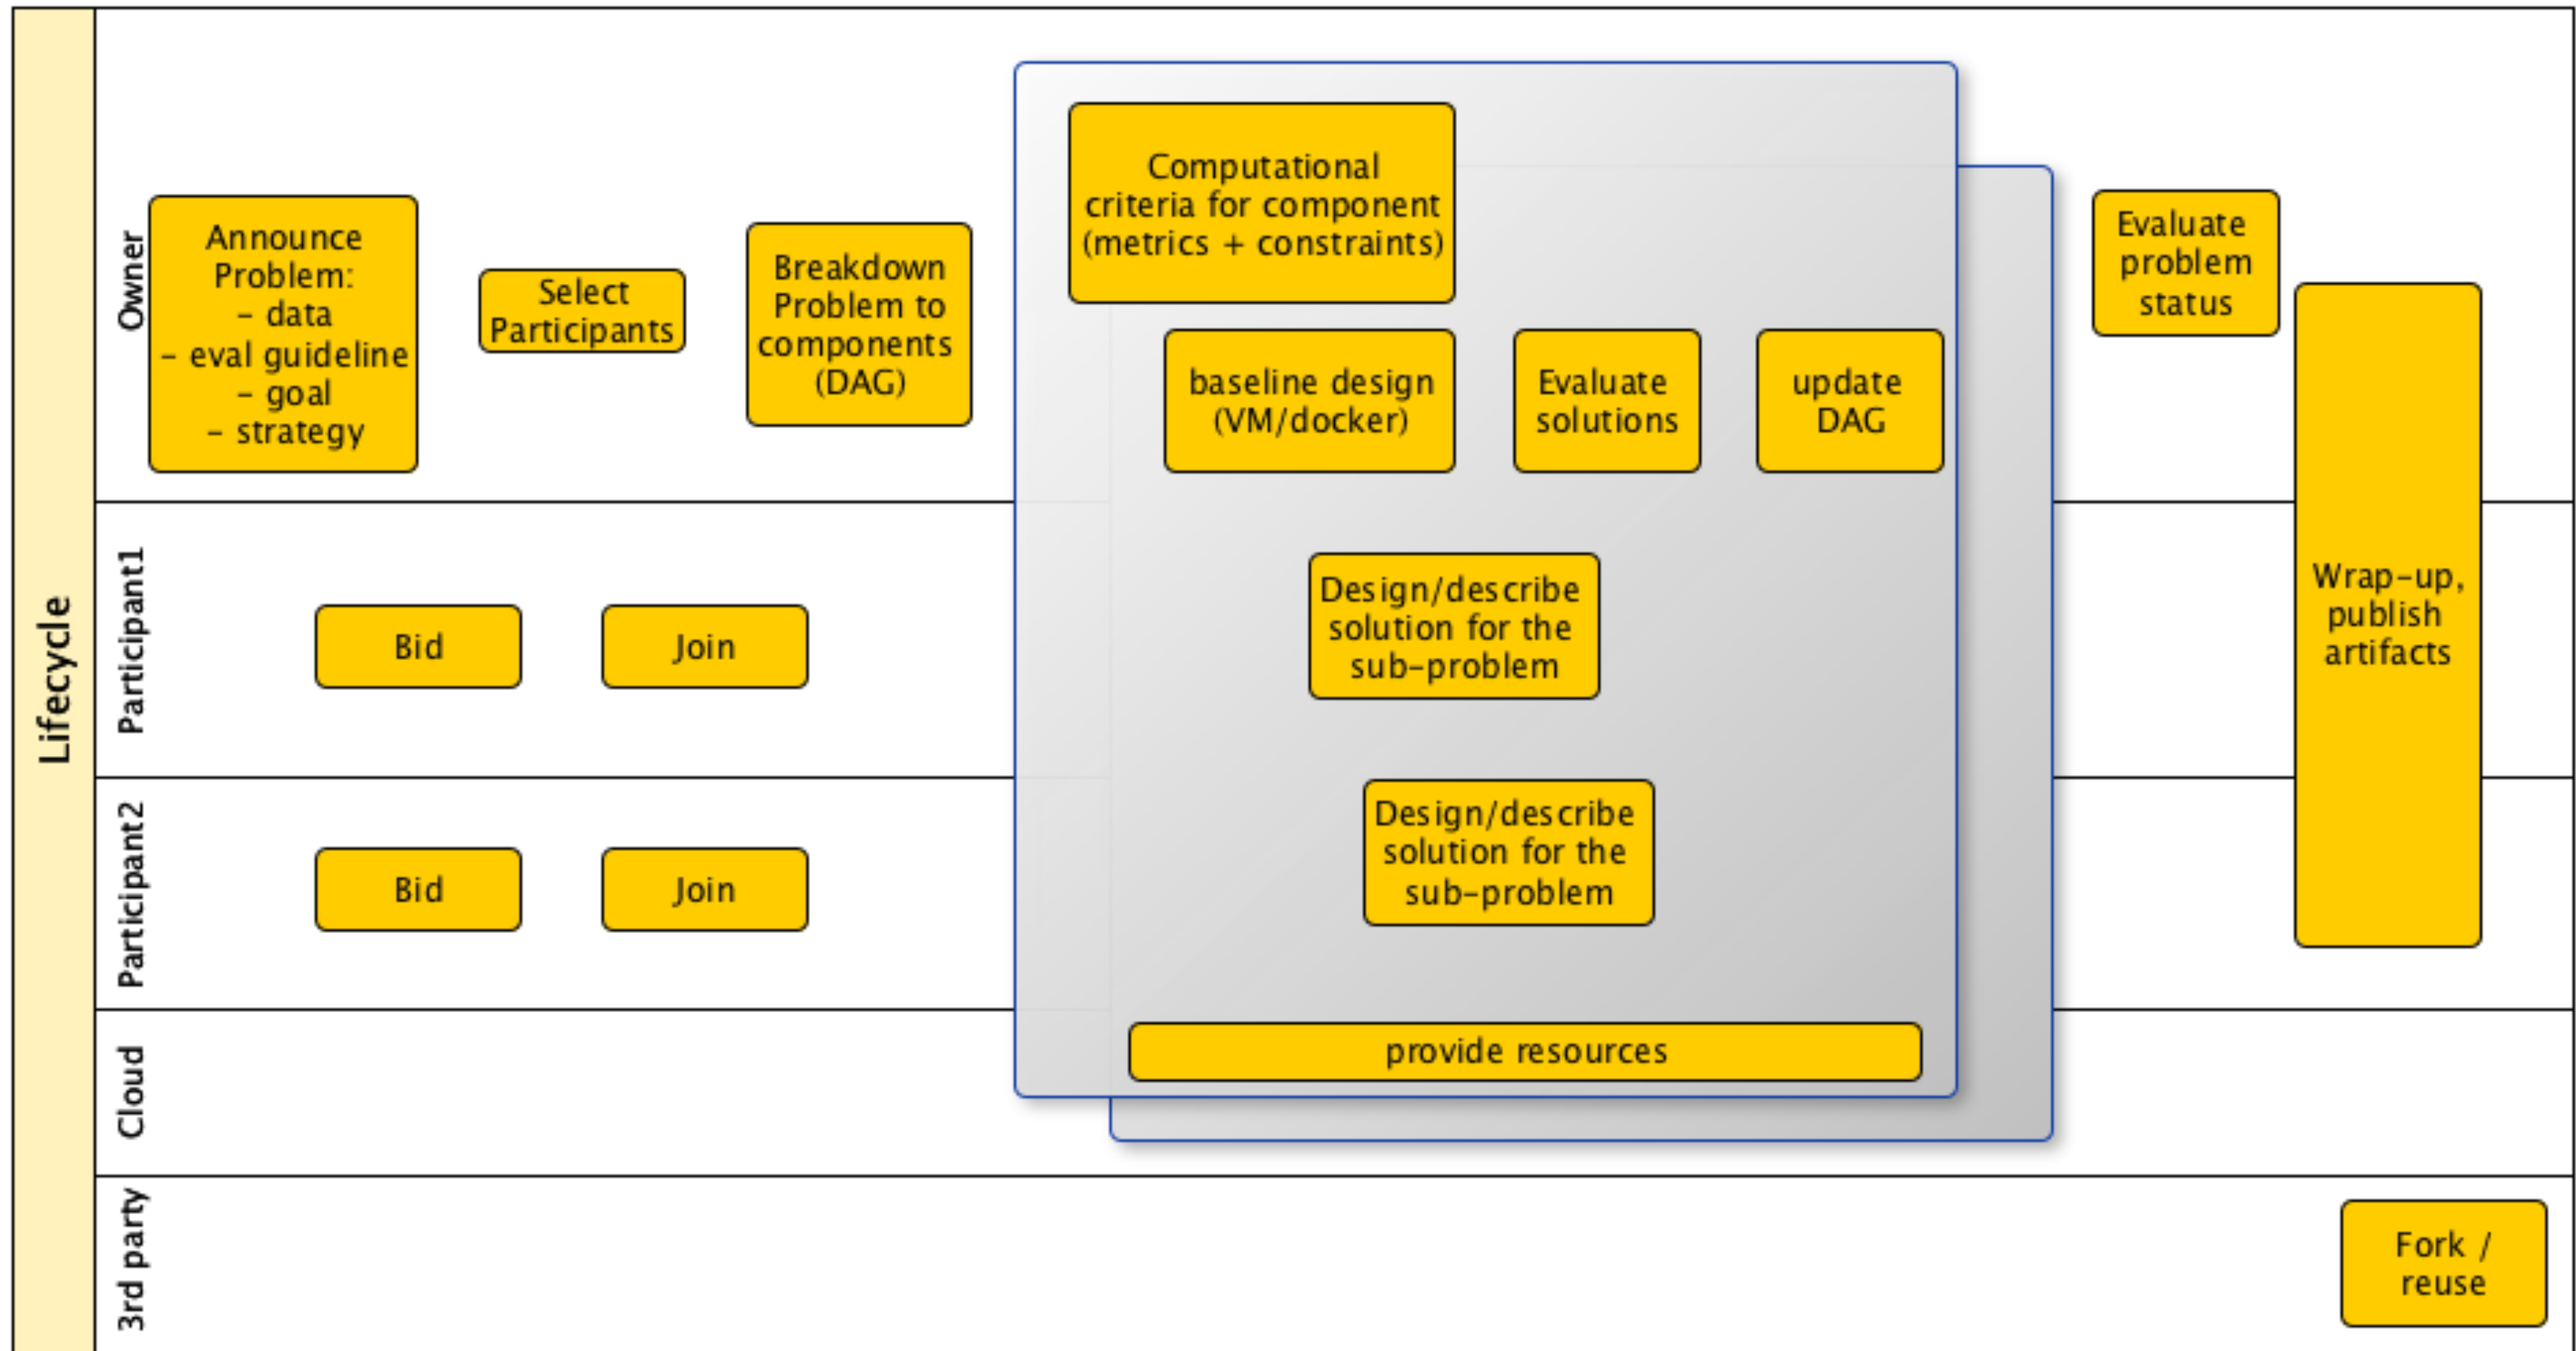 Lifecycle
Owner
Announce
Problem:
– data
– eval guideline
– goal
– strategy
Select
Participants
Breakdown
Problem to
components
(DAG)
Computational
criteria for component
(metrics + constraints)
baseline design
(VM/docker)
Evaluate
solutions
update
DAG
Evaluate
problem
status
Wrap–up,
publish
artifacts
Participant1
Bid
Join
Design/describe
solution for the
sub–problem
Participant2
Bid
Join
Design/describe
solution for the
sub–problem
Cloud
provide resources
3rd party
Fork /
reuse